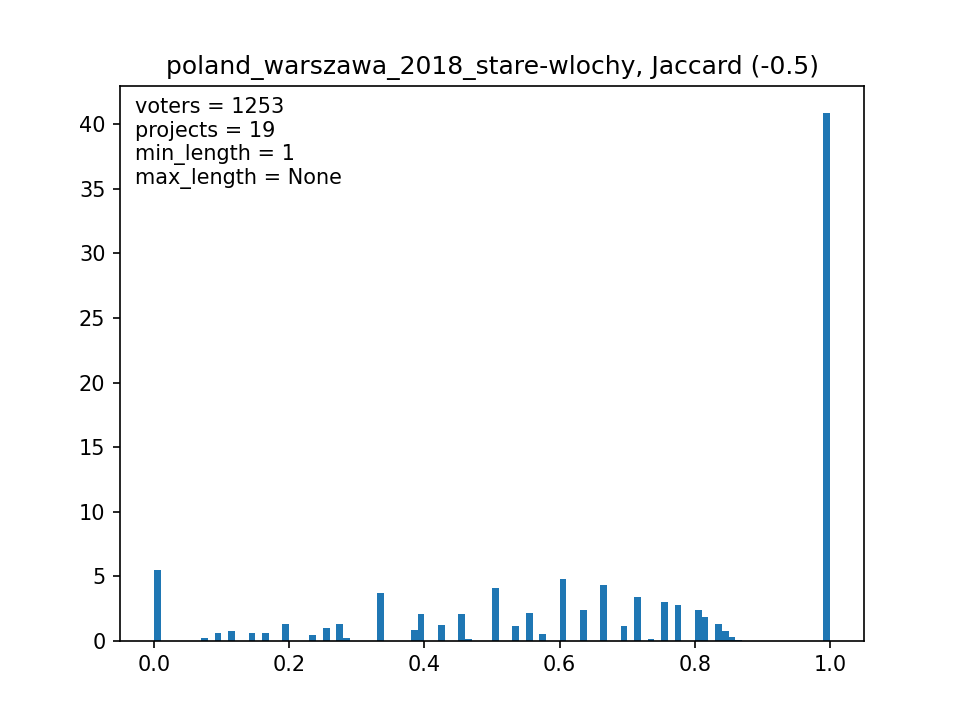 poland_warszawa_2018_stare-wlochy, Jaccard (-0.5)
voters = 1253
projects = 19
min_length = 1
max_length = None
40
35
30
25
20
15
10
5
0
0.0 0.2 0.4 0.6 0.8 1.0